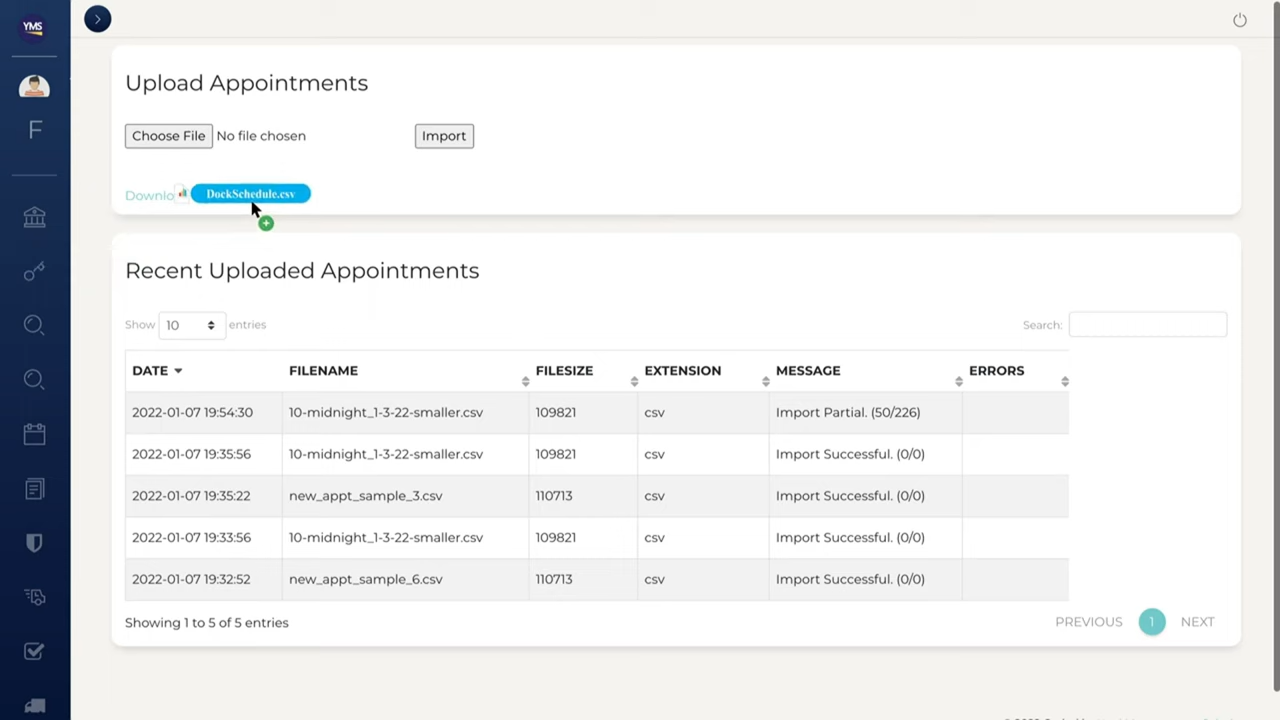 YMS
Upload Appointments
Choose File No file chosen Import
F
Downlo DockSchedule.csv
Recent Uploaded Appointments
Show 10 entries Search:
DATE FILENAME FILESIZE EXTENSION MESSAGE ERRORS
2022-01-07 19:54:30 10-midnight_1-3-22-smaller.csv 109821 csv Import Partial. (50/226)
2022-01-07 19:35:56 10-midnight_1-3-22-smaller.csv 109821 csv Import Successful. (0/0)
2022-01-07 19:35:22 new_appt_sample_3.csv 110713 csv Import Successful. (0/0)
2022-01-07 19:33:56 10-midnight_1-3-22-smaller.csv 109821 csv Import Successful. (0/0)
2022-01-07 19:32:52 new_appt_sample_6.csv 110713 csv Import Successful. (0/0)
Showing 1 to 5 of 5 entries PREVIOUS 1 NEXT